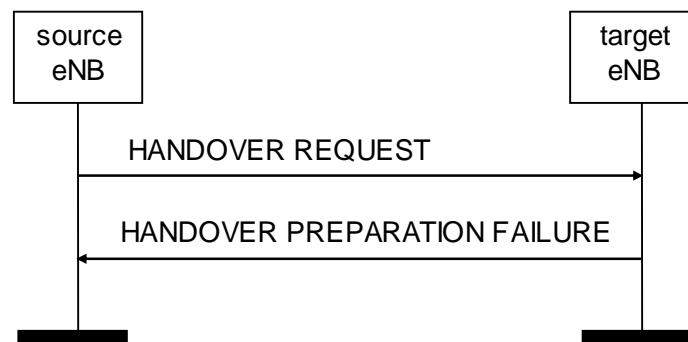 source
eNB
target
eNB
HANDOVER REQUEST
HANDOVER PREPARATION FAILURE